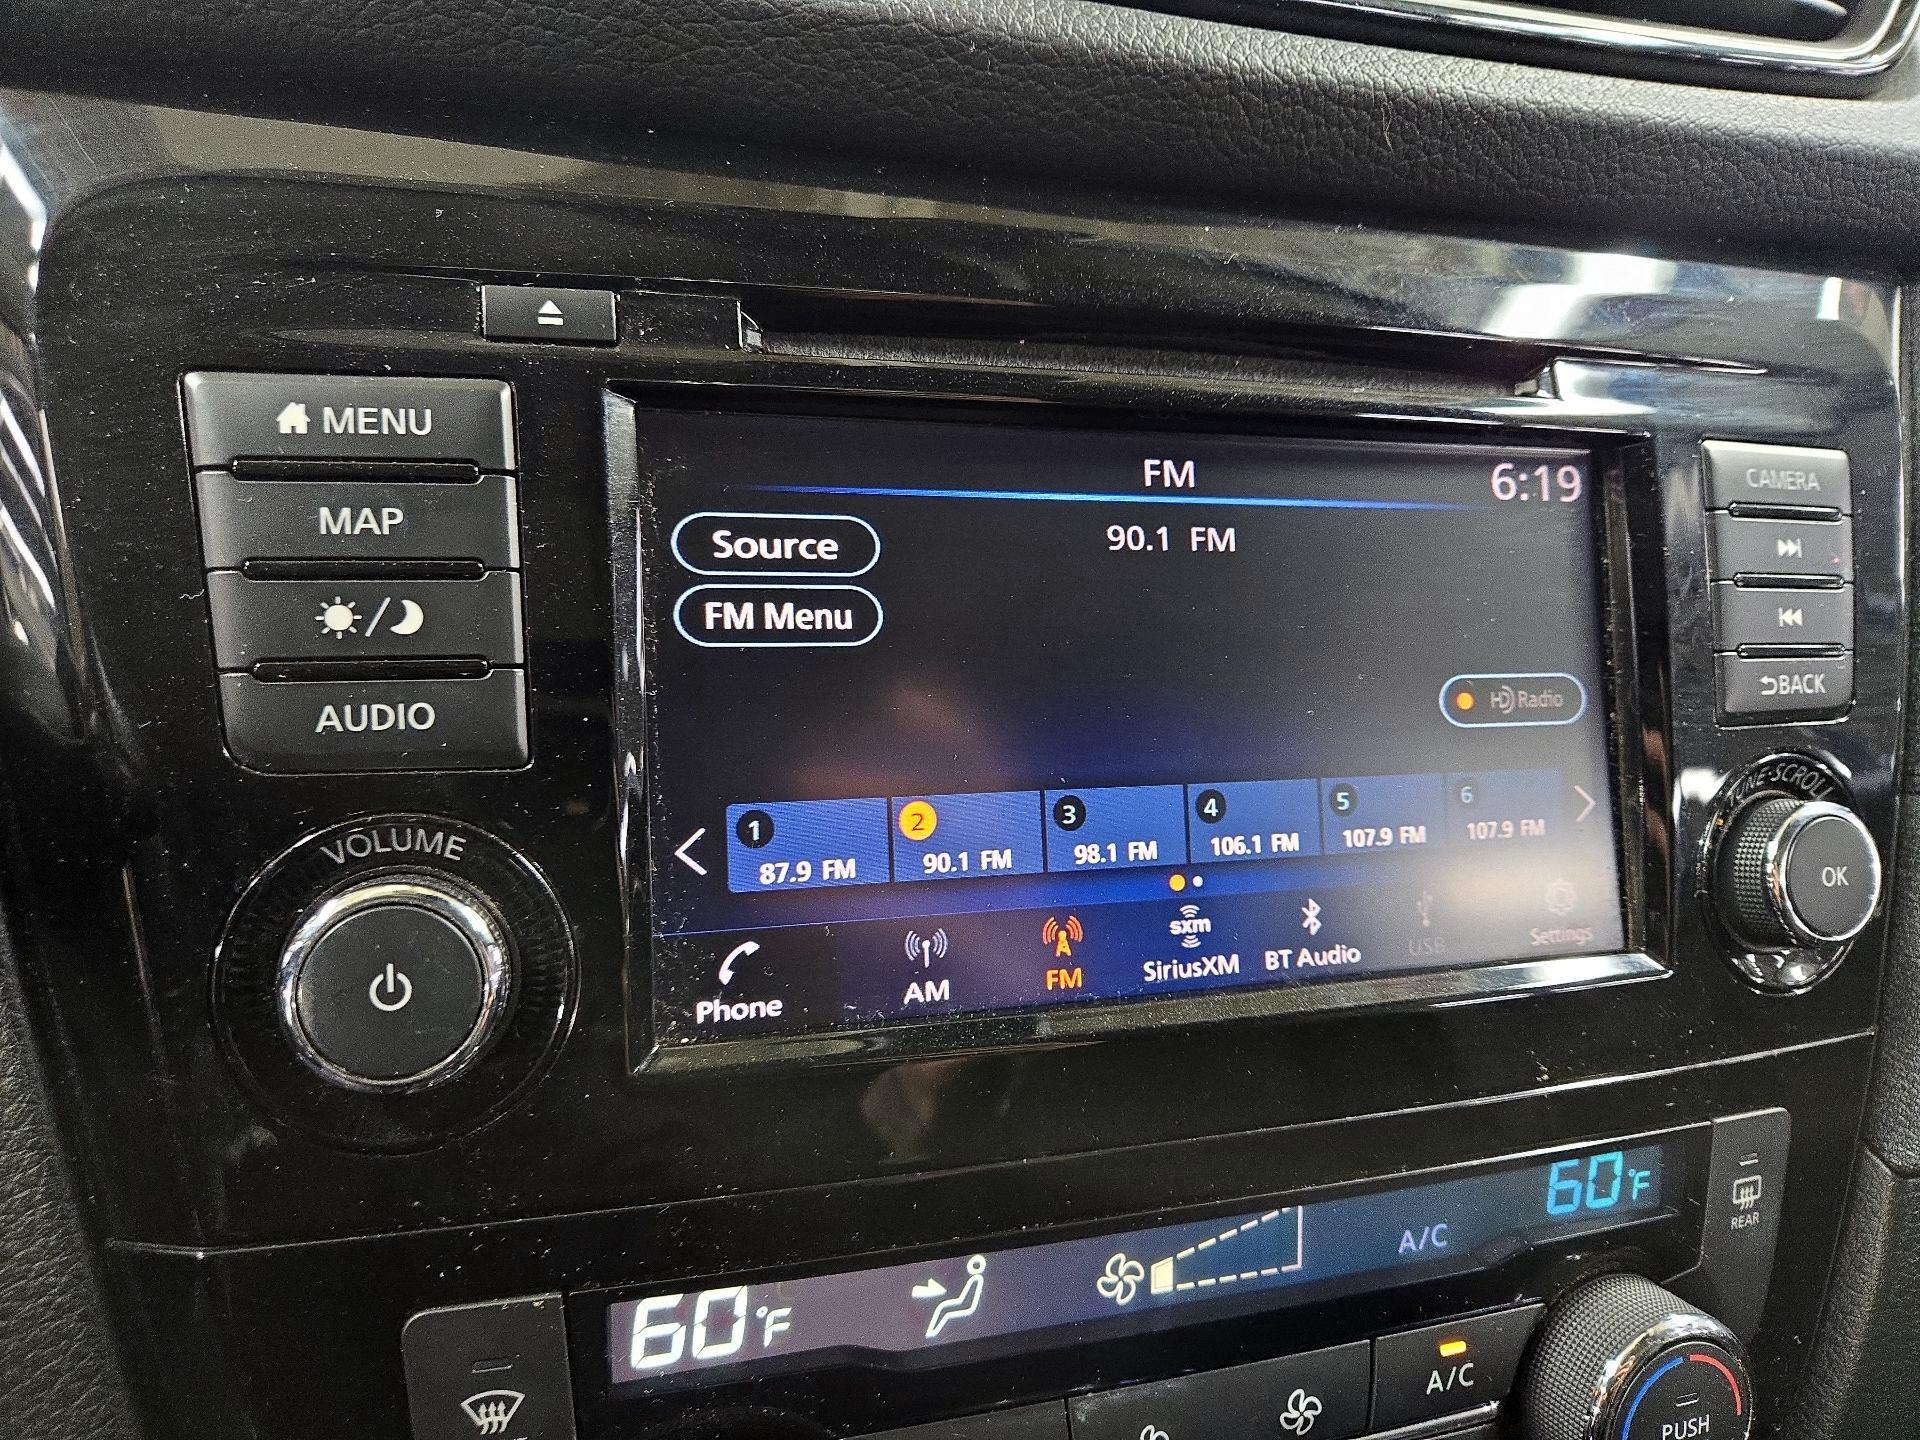 MENU
MAP
AUDIO
VOLUME
FM
6:19
Source
90.1 FM
FM Menu
HD Radio
1
87.9 FM
2
90.1 FM
3
98.1 FM
4
106.1 FM
5
107.9 FM
6
107.9 FM
Phone
AM
FM
sxm
SiriusXM
BT Audio
USB
Settings
CAMERA
BACK
TUNE·SCROLL
OK
60°F
A/C
60°F
REAR
A/C
PUSH